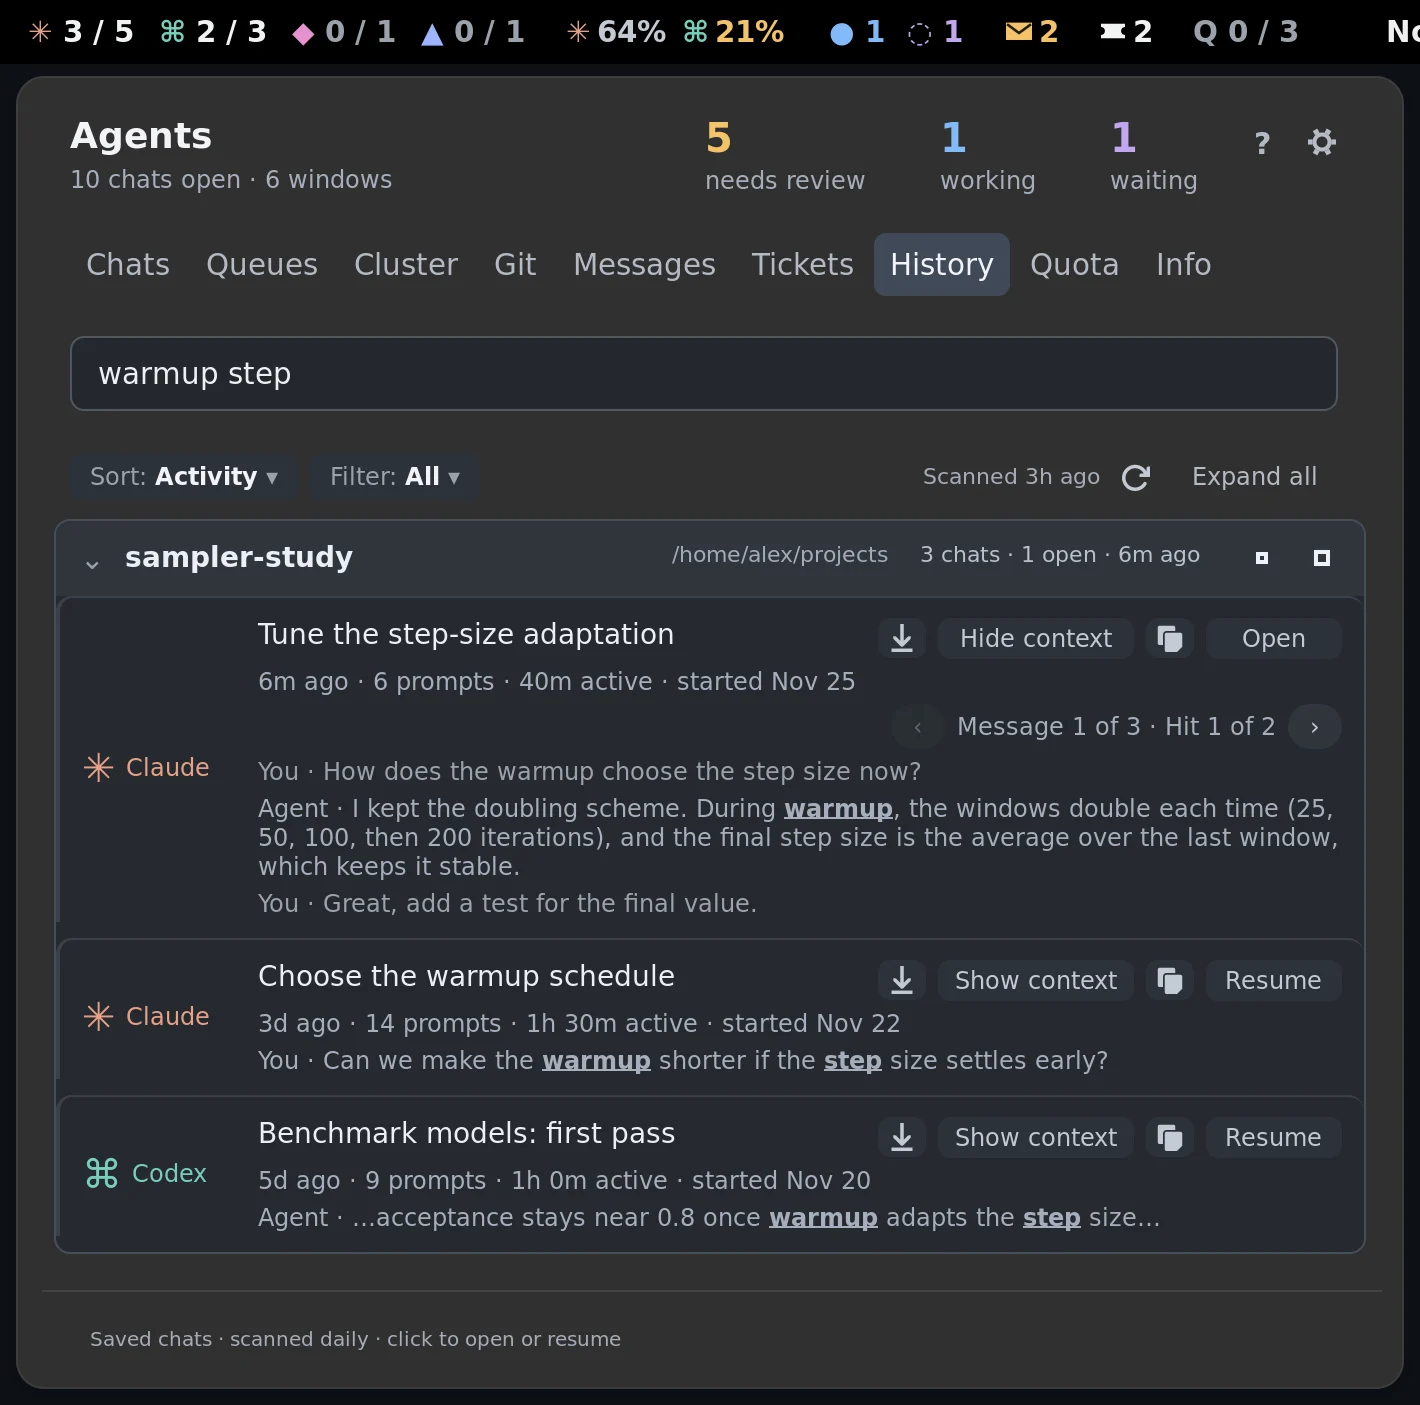 ✳ 3 / 5 ⌘ 2 / 3 ◆ 0 / 1 ▲ 0 / 1 ✳ 64% ⌘ 21% ● 1 ◌ 1 2 2 Q 0 / 3
Agents
10 chats open · 6 windows
5 needs review
1 working
1 waiting
?
Chats Queues Cluster Git Messages Tickets History Quota Info
warmup step
Sort: Activity ▾ Filter: All ▾ Scanned 3h ago Expand all
sampler-study /home/alex/projects 3 chats · 1 open · 6m ago
Tune the step-size adaptation Hide context Open
6m ago · 6 prompts · 40m active · started Nov 25
‹ Message 1 of 3 · Hit 1 of 2 ›
✳ Claude
You · How does the warmup choose the step size now?
Agent · I kept the doubling scheme. During warmup, the windows double each time (25,
50, 100, then 200 iterations), and the final step size is the average over the last window,
which keeps it stable.
You · Great, add a test for the final value.
Choose the warmup schedule Show context Resume
✳ Claude
3d ago · 14 prompts · 1h 30m active · started Nov 22
You · Can we make the warmup shorter if the step size settles early?
Benchmark models: first pass Show context Resume
⌘ Codex
5d ago · 9 prompts · 1h 0m active · started Nov 20
Agent · …acceptance stays near 0.8 once warmup adapts the step size…
Saved chats · scanned daily · click to open or resume